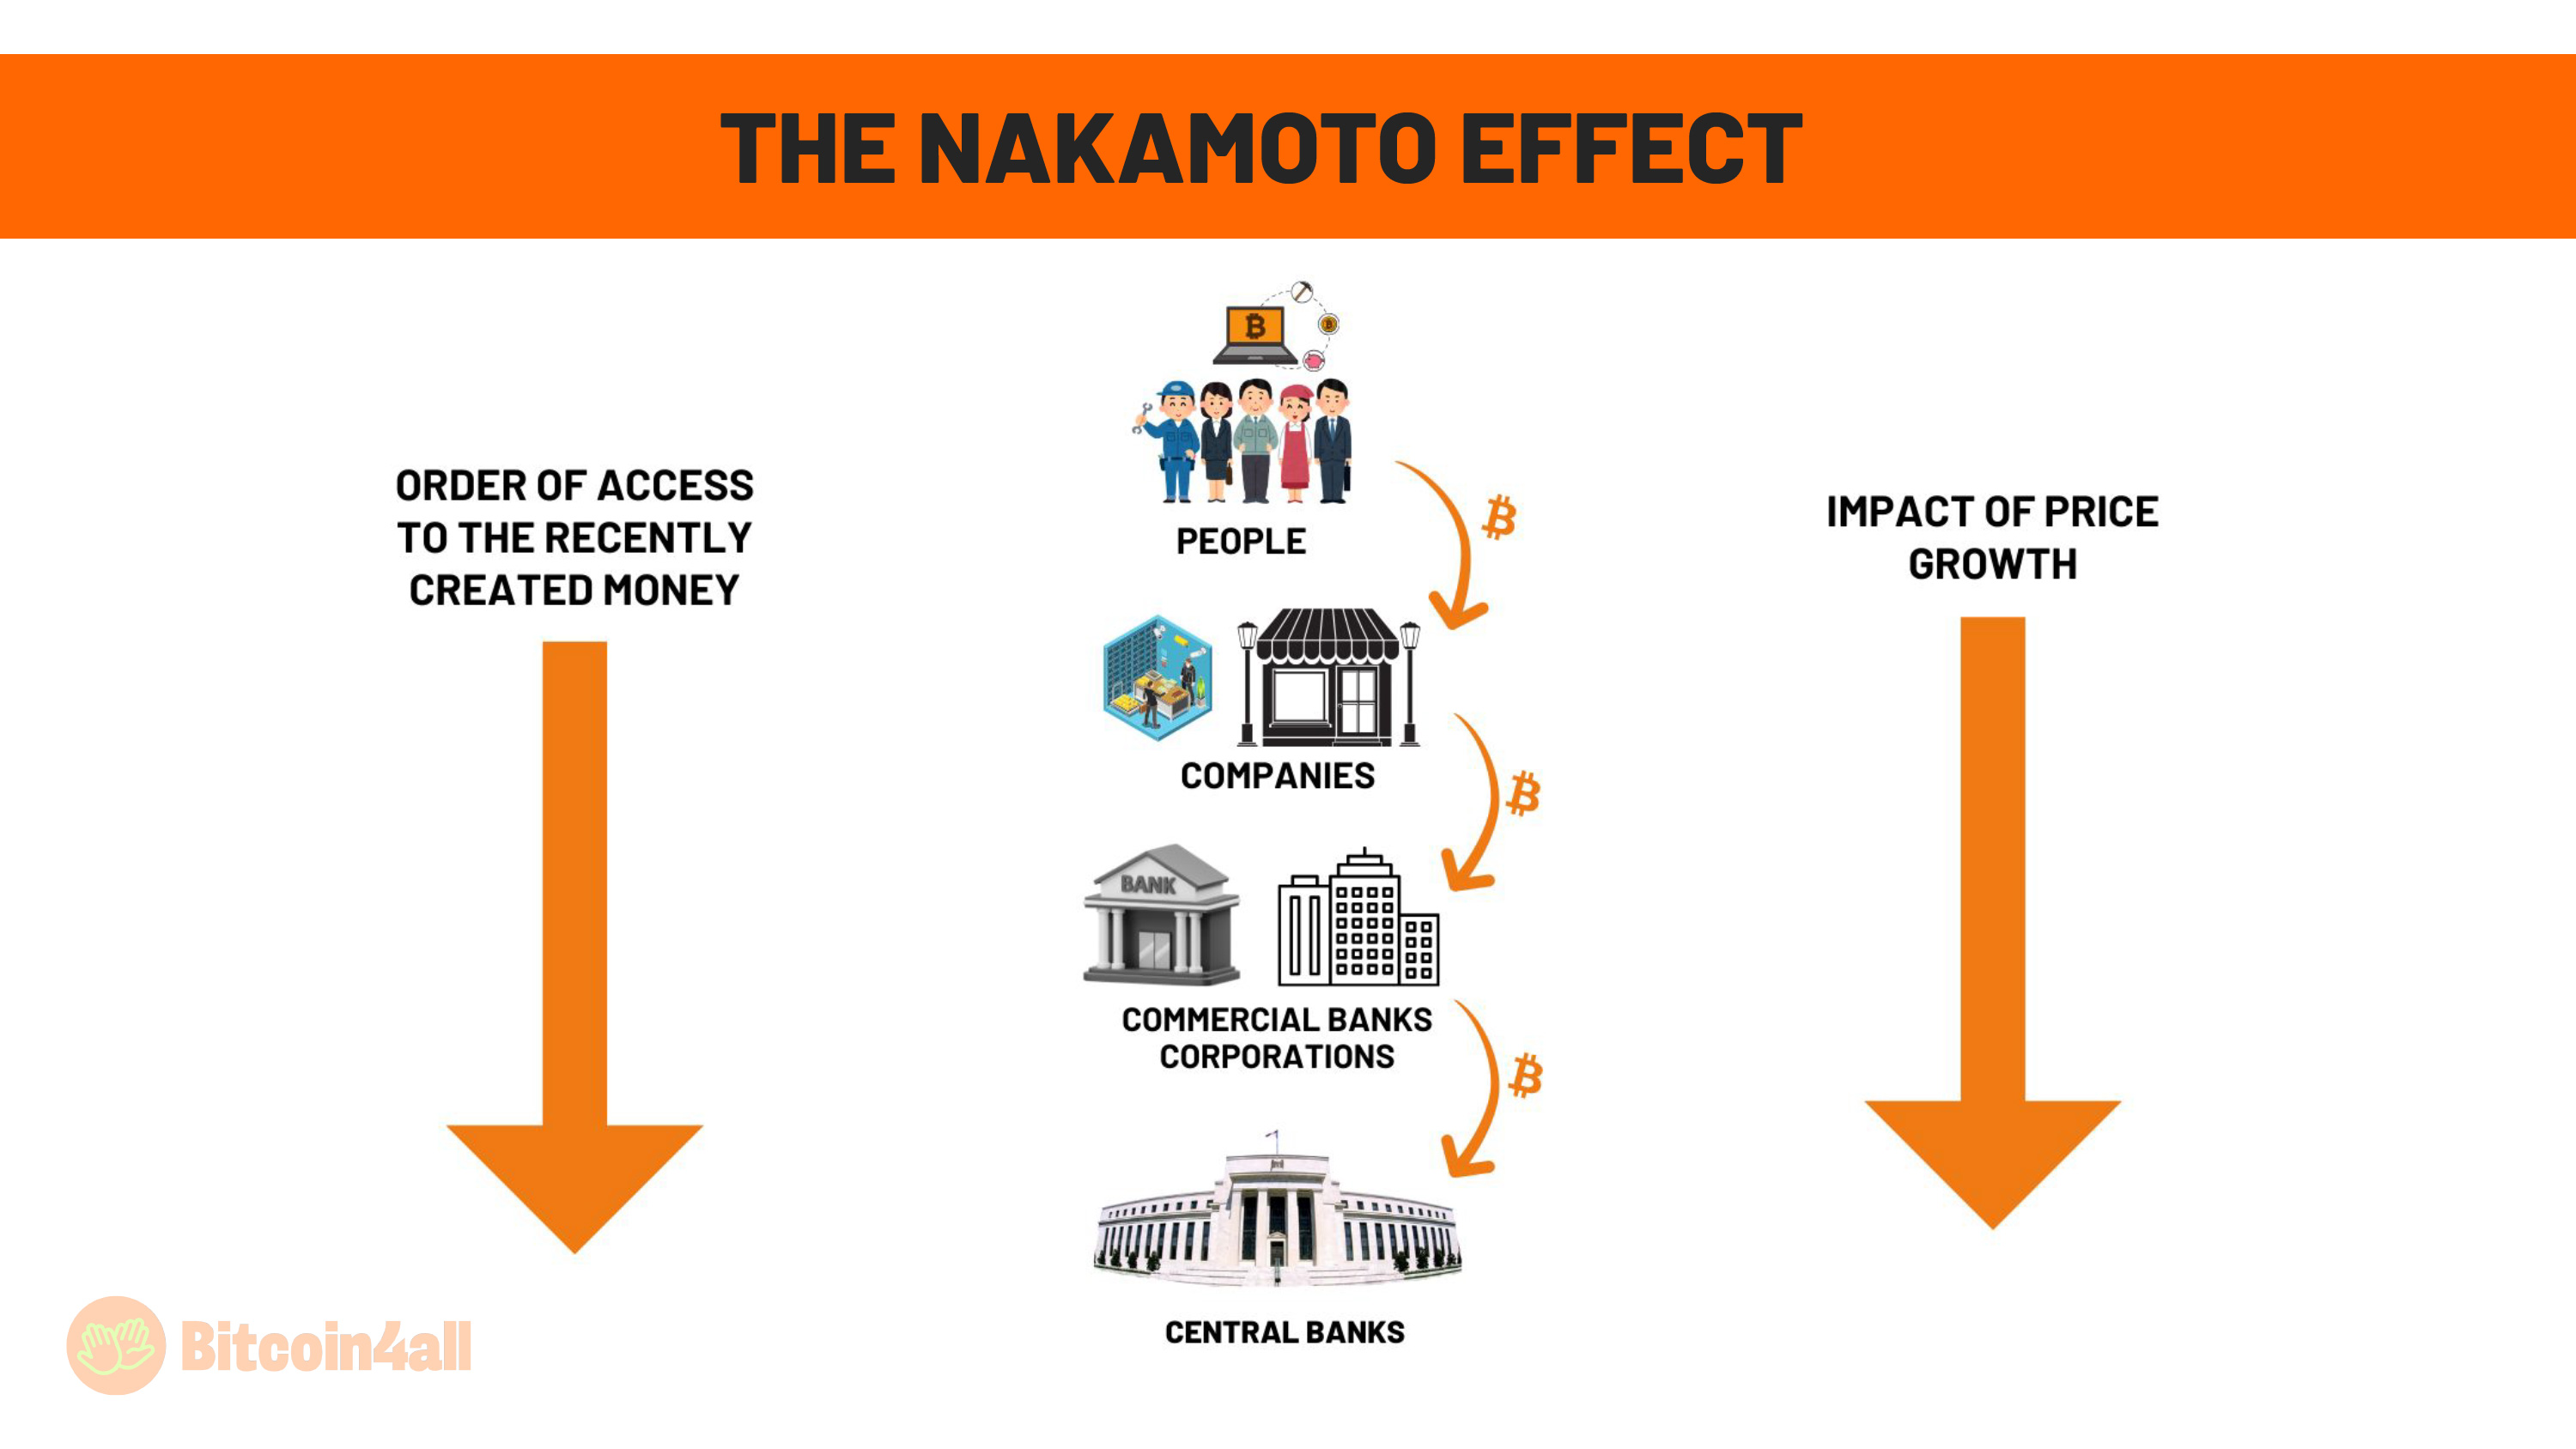 THE NAKAMOTO EFFECT
ORDER OF ACCESS
TO THE RECENTLY
CREATED MONEY
PEOPLE
COMPANIES
BANK
COMMERCIAL BANKS
CORPORATIONS
CENTRAL BANKS
IMPACT OF PRICE
GROWTH
Bitcoin4all